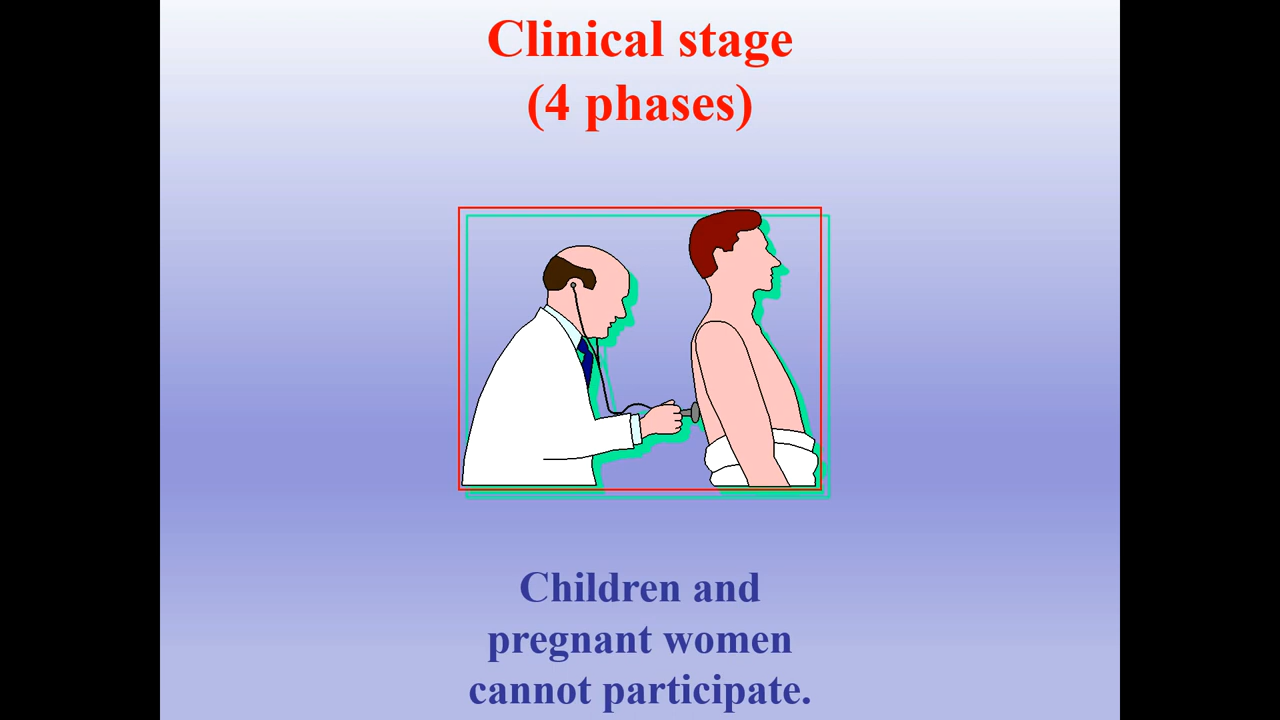 Clinical stage
(4 phases)
Children and
pregnant women
cannot participate.